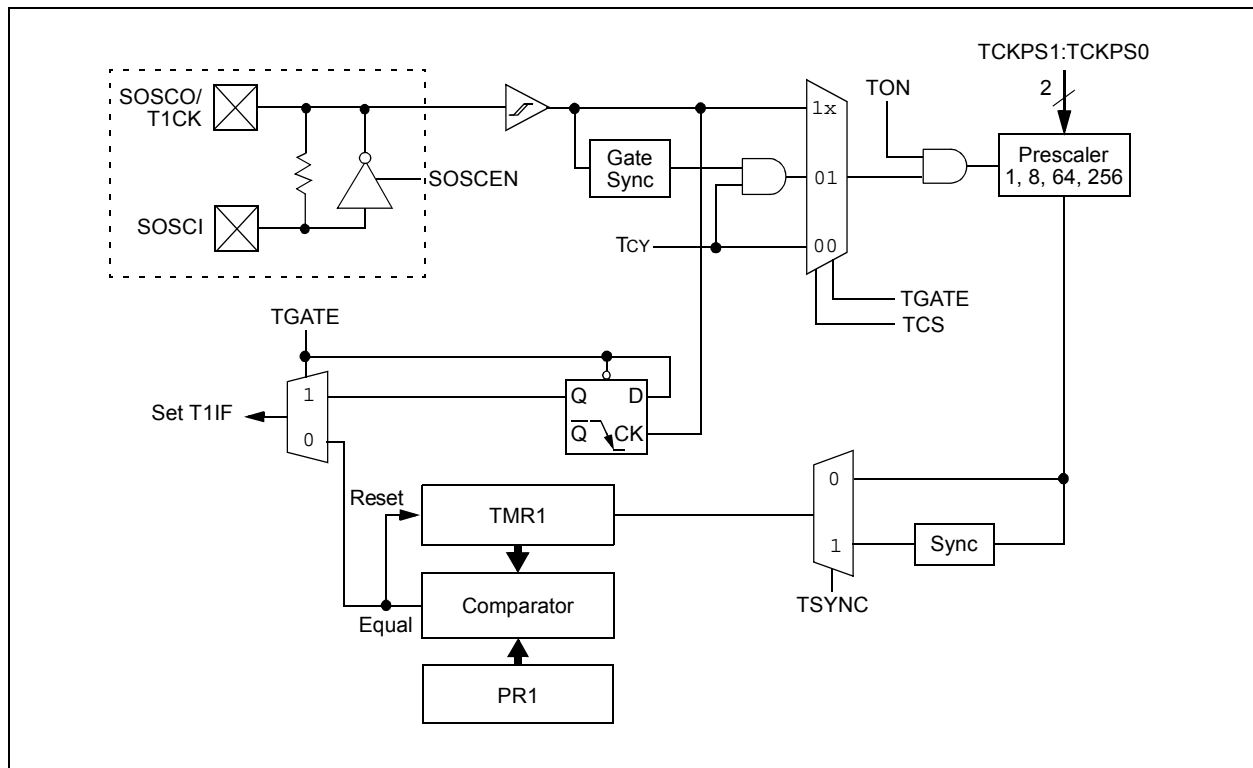 TCKPS1:TCKPS0
2
SOSCO/
T1CK
TON
1x
Prescaler
1, 8, 64, 256
Gate
Sync
SOSCEN
01
SOSCI
TCY
00
TGATE
TCS
TGATE
1
Q
D
Set T1IF
0
Q
CK
Reset
TMR1
0
1
Sync
Comparator
TSYNC
Equal
PR1